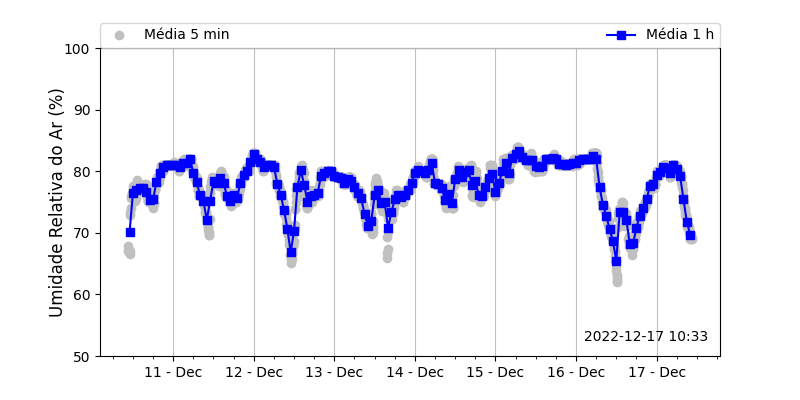 Média 5 min
Média 1 h
Umidade Relativa do Ar (%)
100
90
80
70
60
50
2022-12-17 10:33
11 - Dec
12 - Dec
13 - Dec
14 - Dec
15 - Dec
16 - Dec
17 - Dec